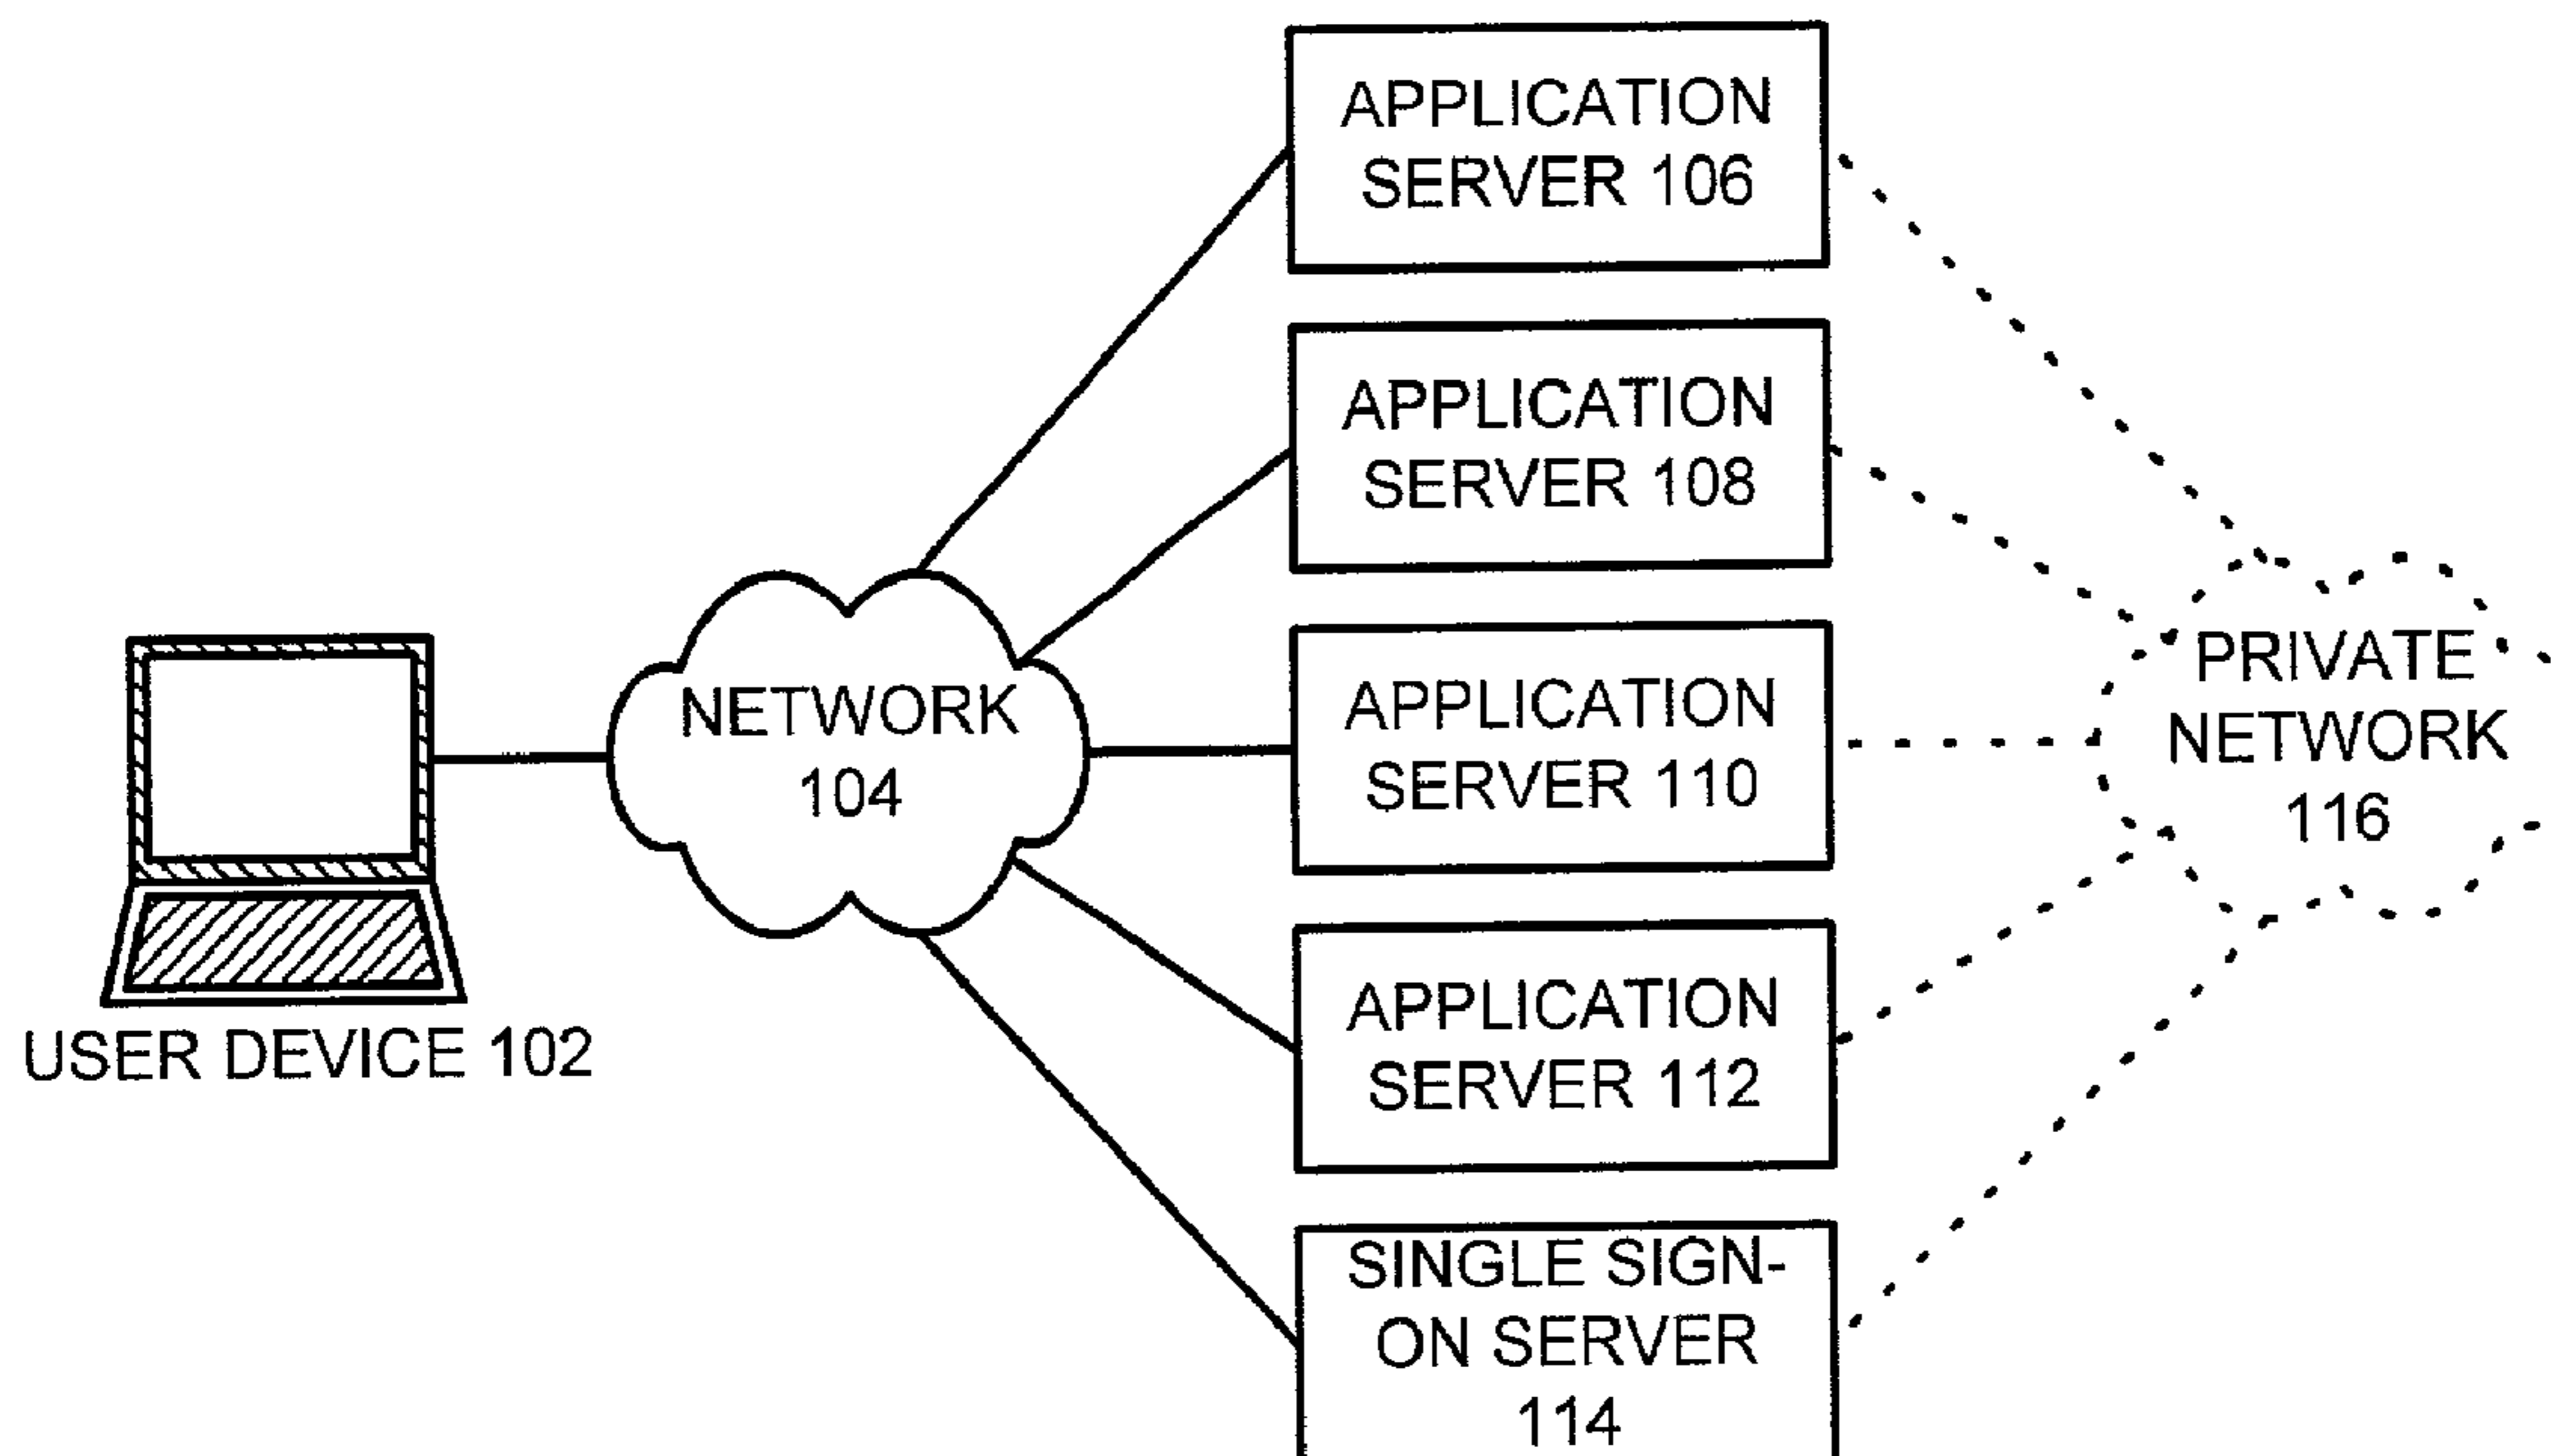 APPLICATION
SERVER 106
APPLICATION
SERVER 108
NETWORK
104
APPLICATION
SERVER 110
PRIVATE
NETWORK
116
USER DEVICE 102
APPLICATION
SERVER 112
SINGLE SIGN-
ON SERVER
114